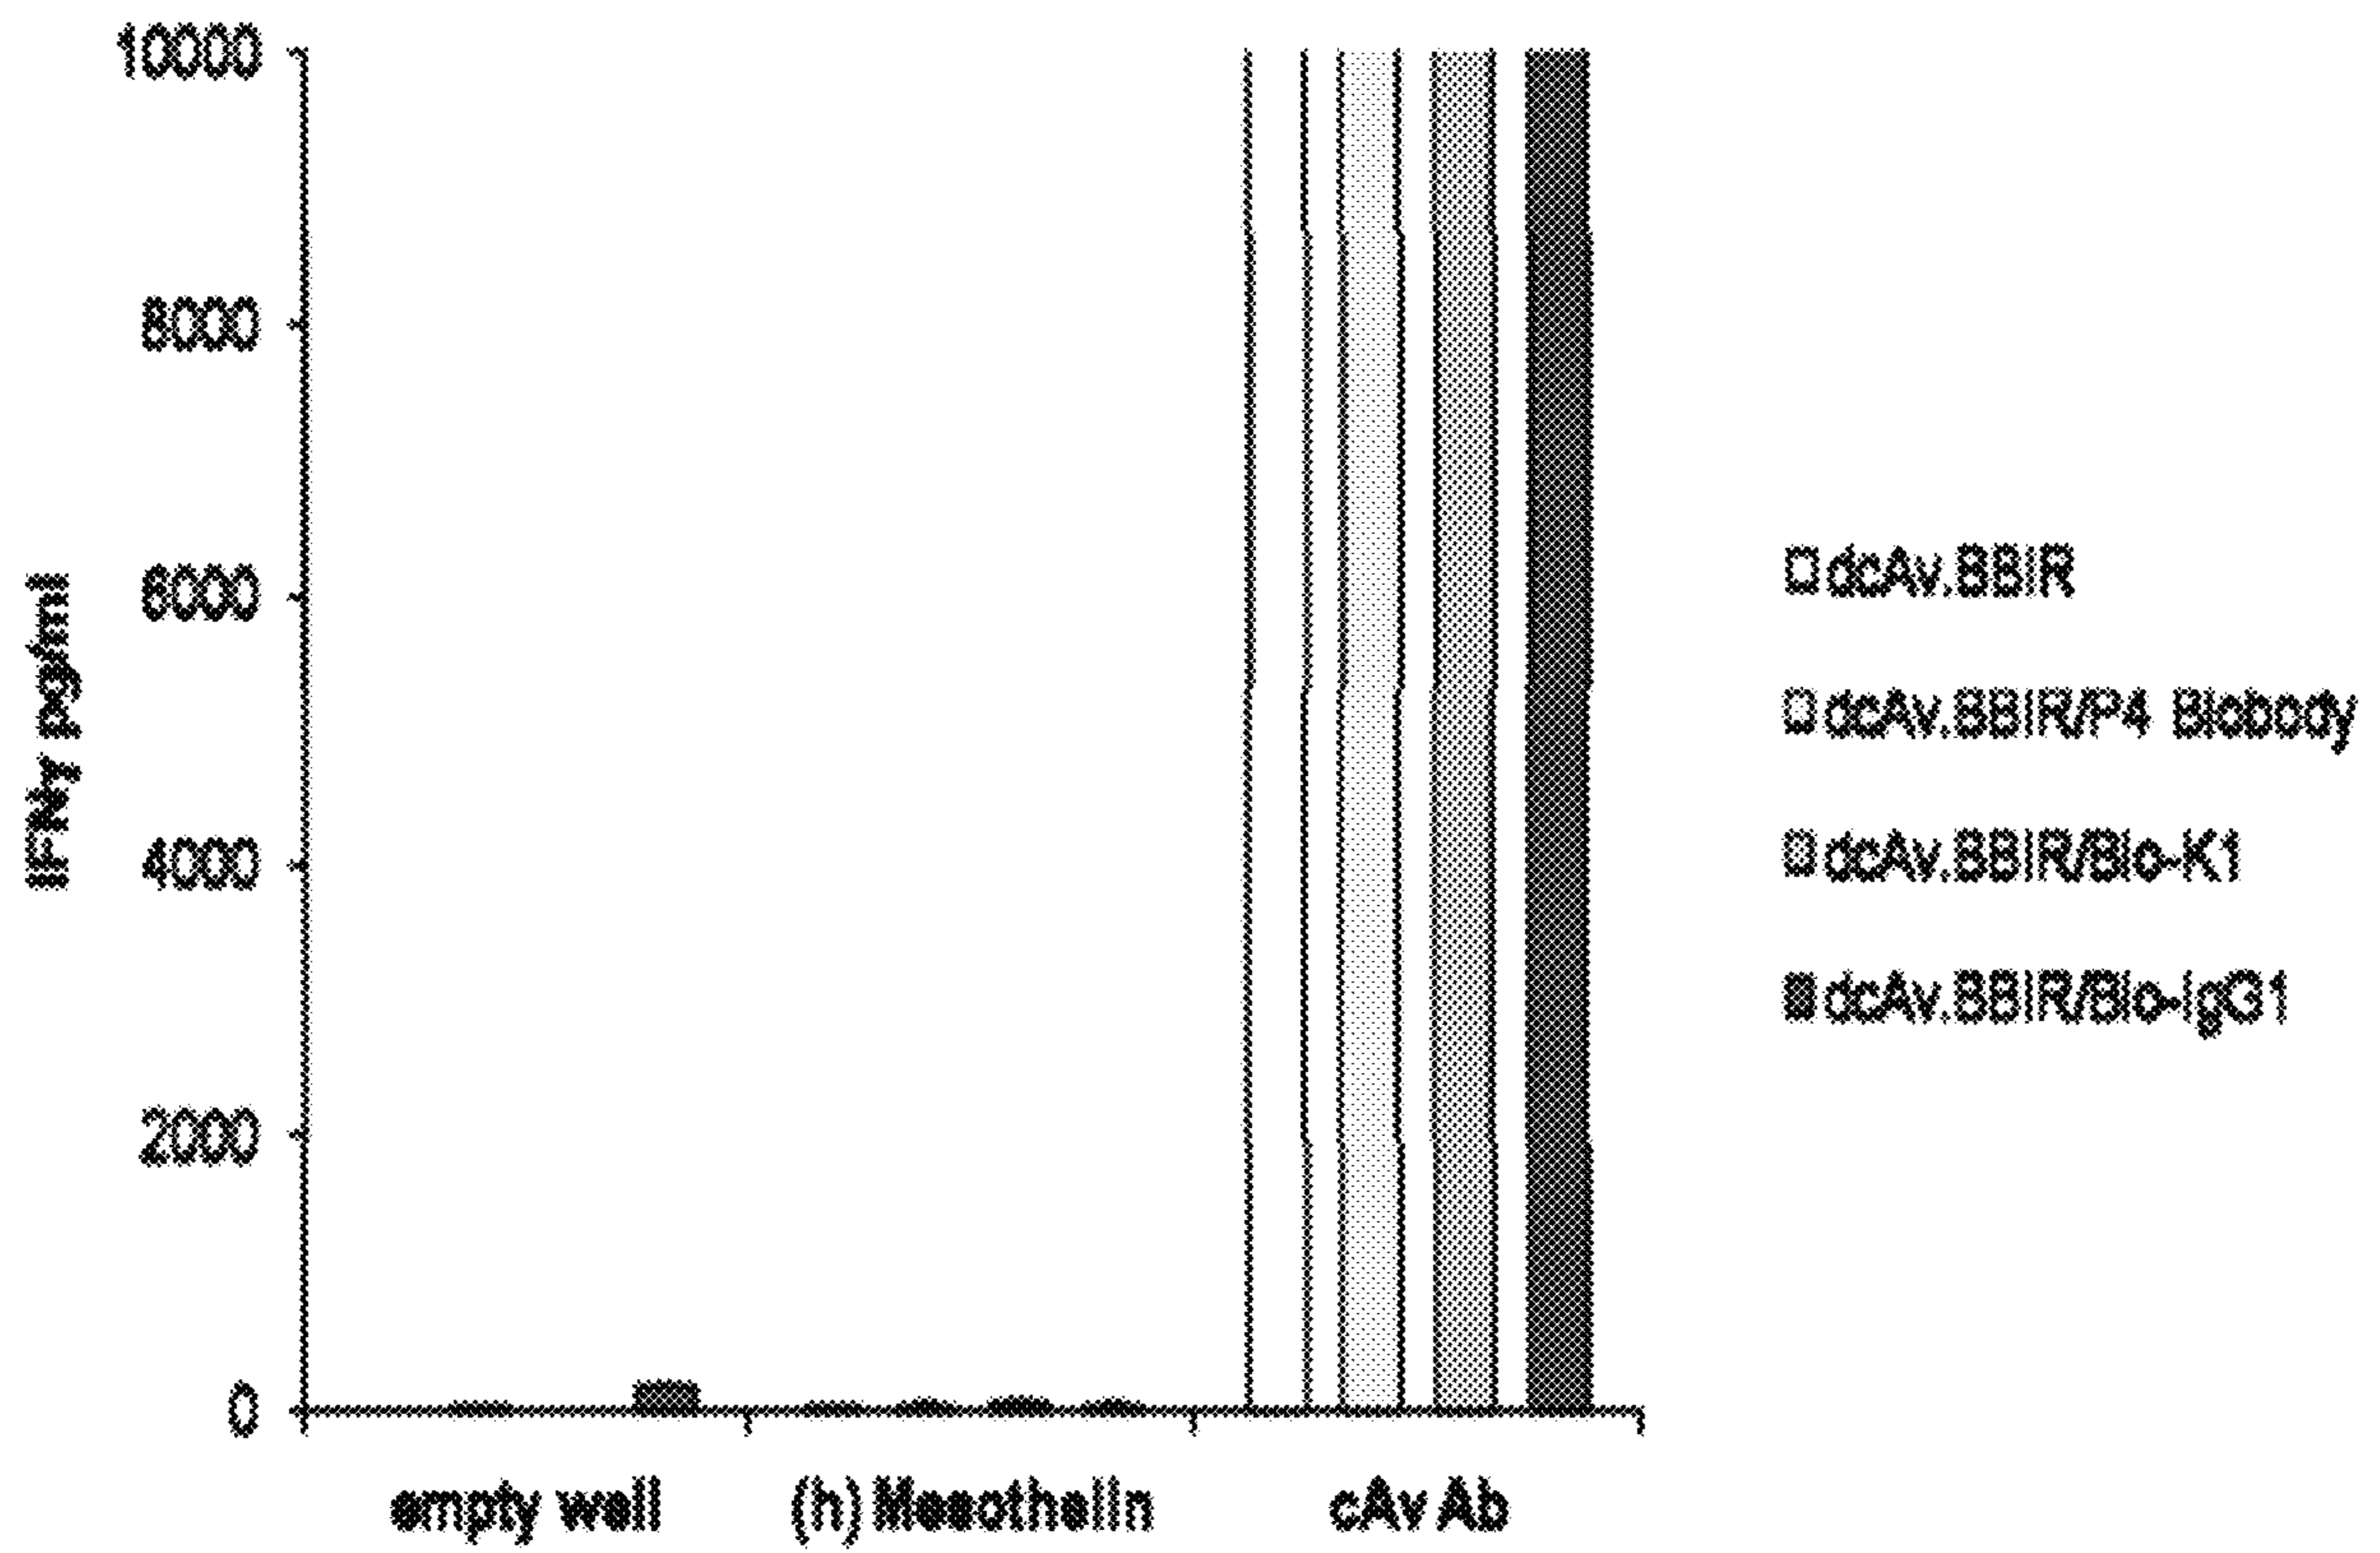 10000
8000
6000
4000
2000
0
IFNγ pg/ml
empty well
(h) Mesothelin
cAv Ab
dcAv.BBIR
dcAv.BBIR/P4 Biobody
dcAv.BBIR/Bio-K1
dcAv.BBIR/Bio-IgG1